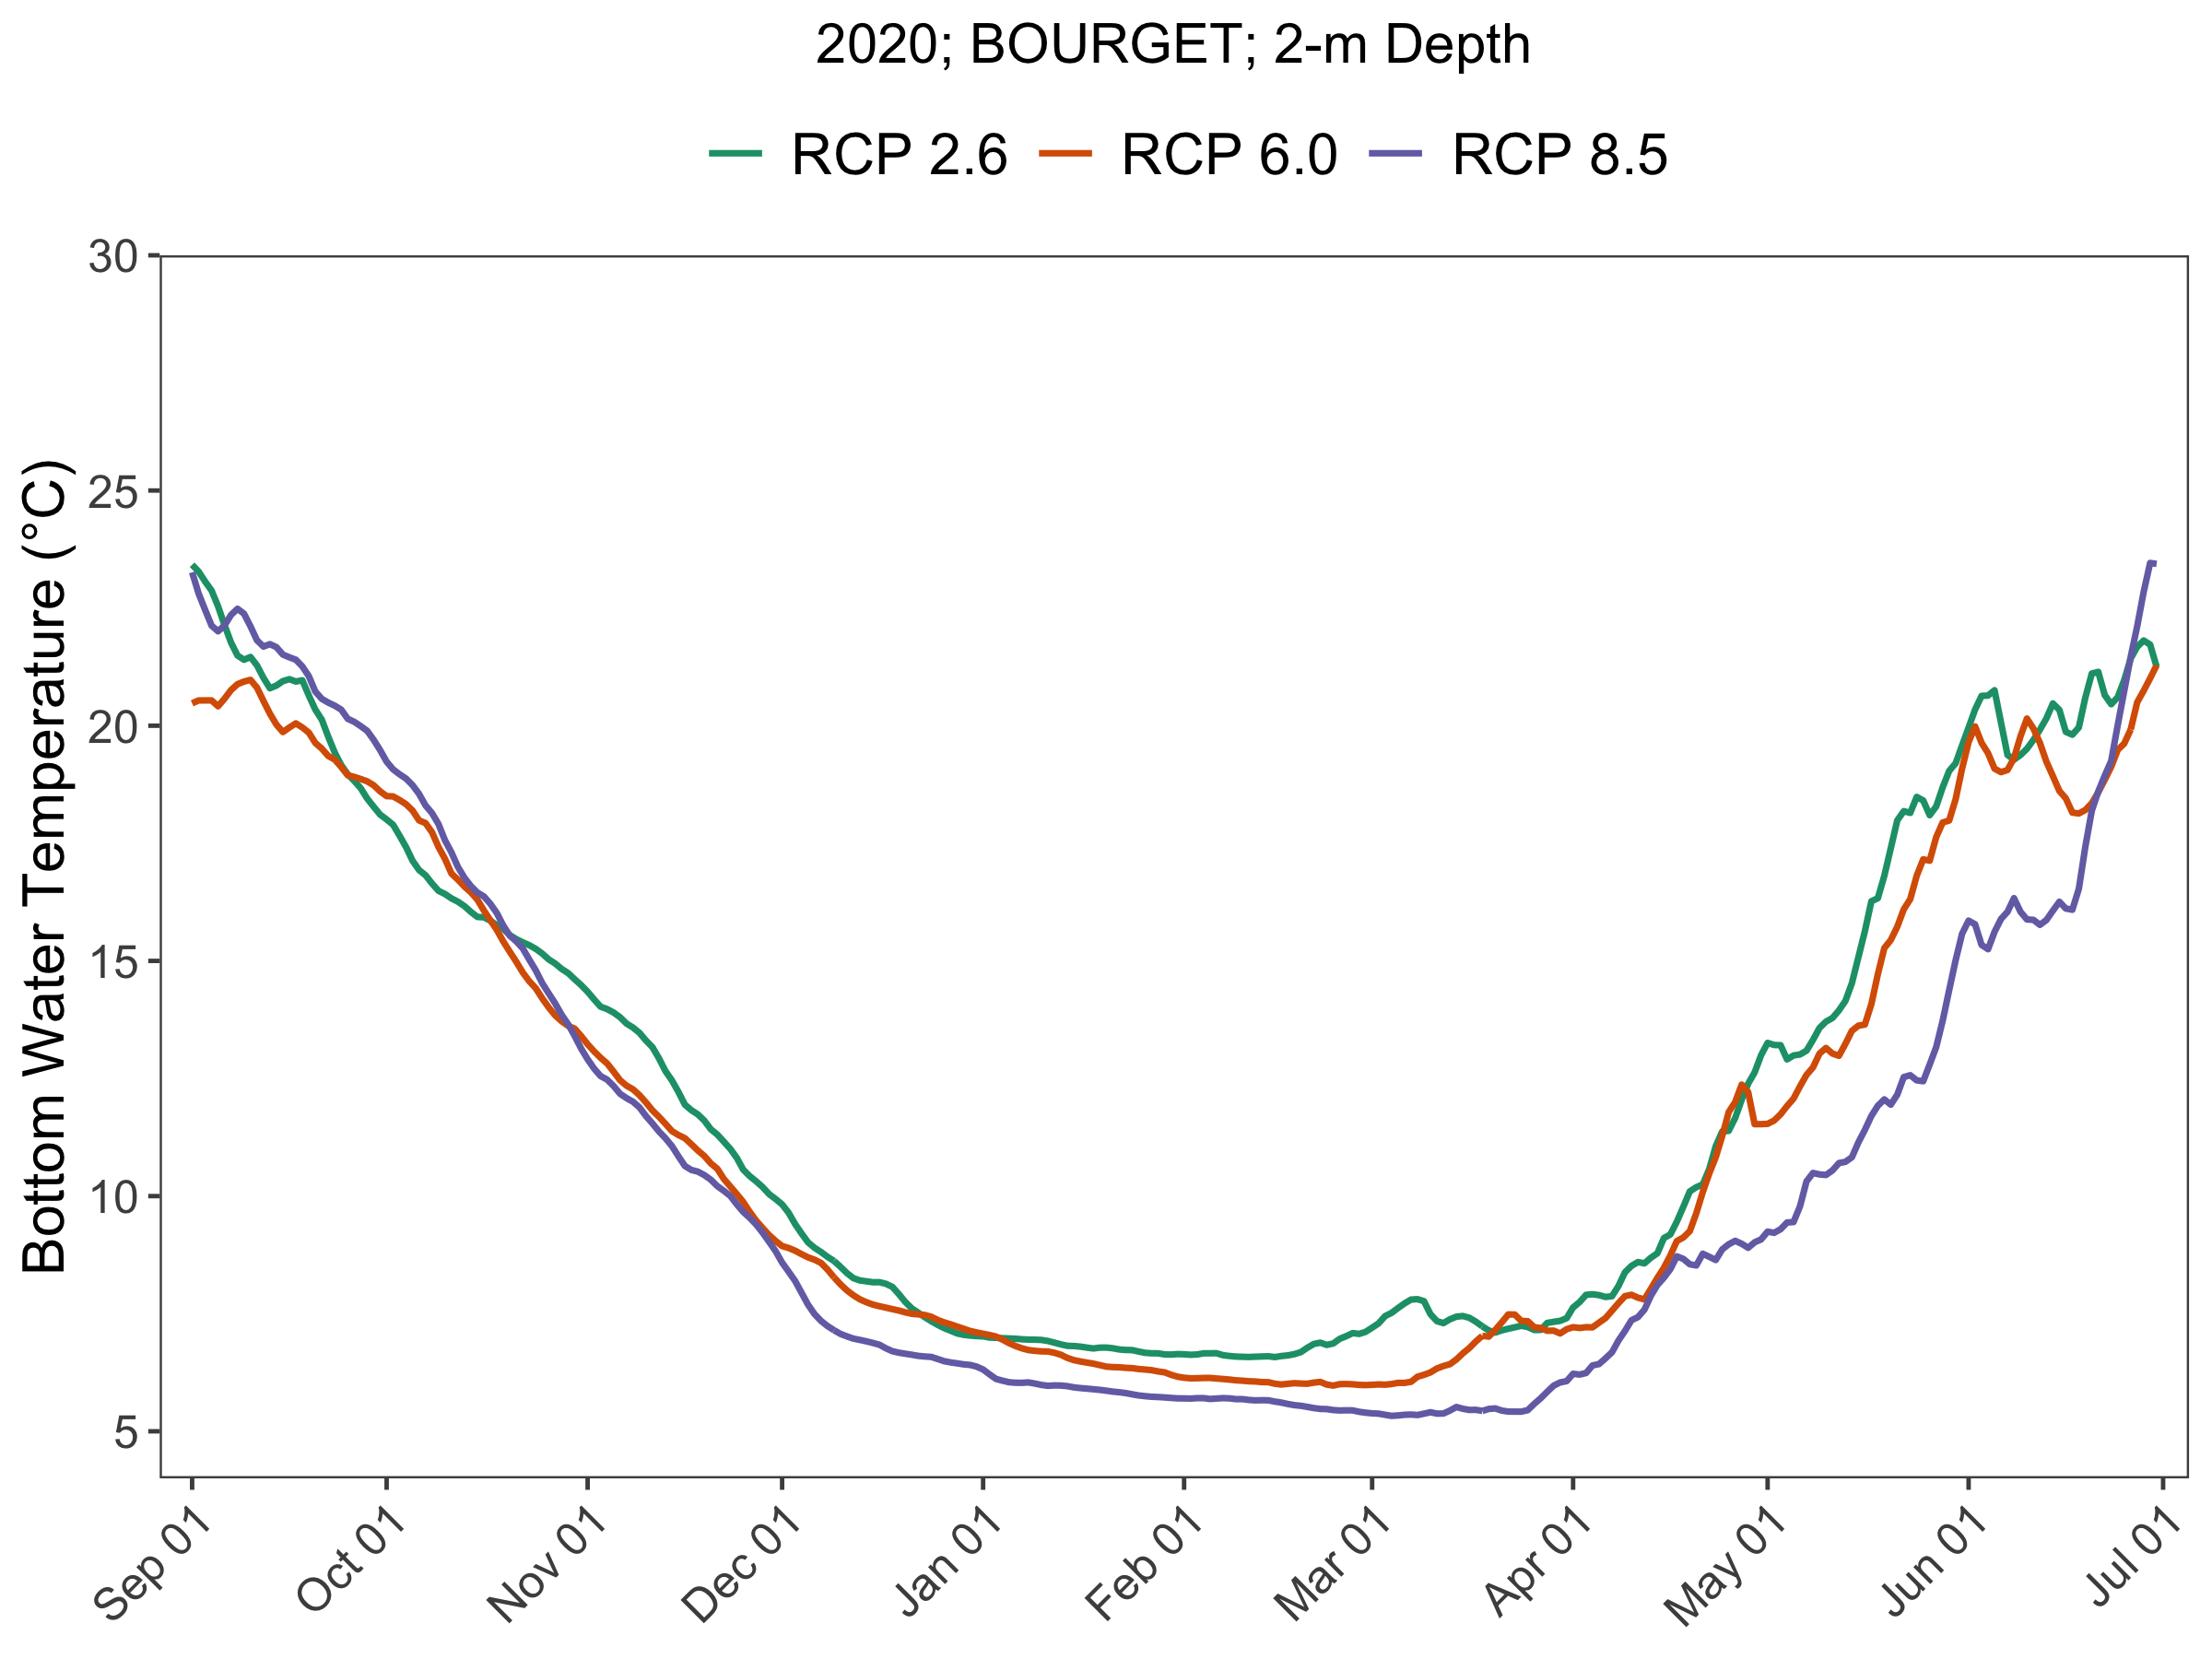 2020; BOURGET; 2-m Depth
RCP 2.6 RCP 6.0 RCP 8.5
Bottom Water Temperature (°C)
30
25
20
15
10
5
Sep 01 Oct 01 Nov 01 Dec 01 Jan 01 Feb 01 Mar 01 Apr 01 May 01 Jun 01 Jul 01